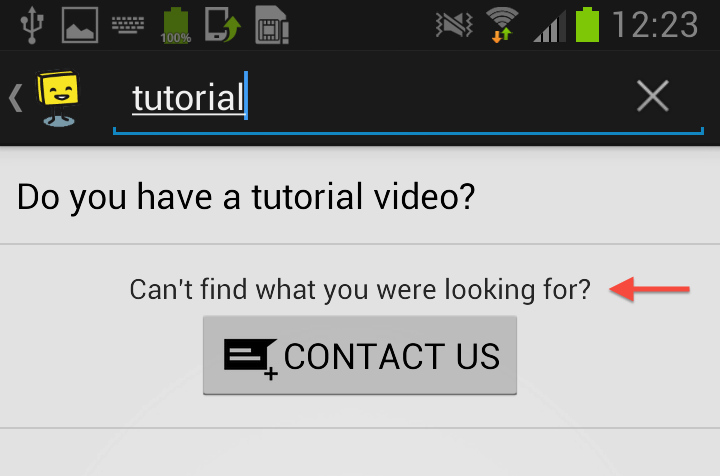 100%
12:23
tutorial
Do you have a tutorial video?
Can't find what you were looking for?
CONTACT US